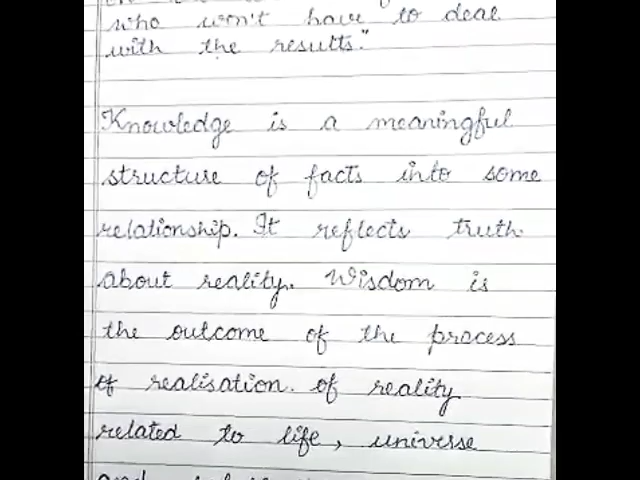 who won't have to deal
with the results."
Knowledge is a meaningful
structure of facts into some
relationship. It reflects truth
about reality. Wisdom is
the outcome of the process
of realisation. of reality
related to life, universe
and